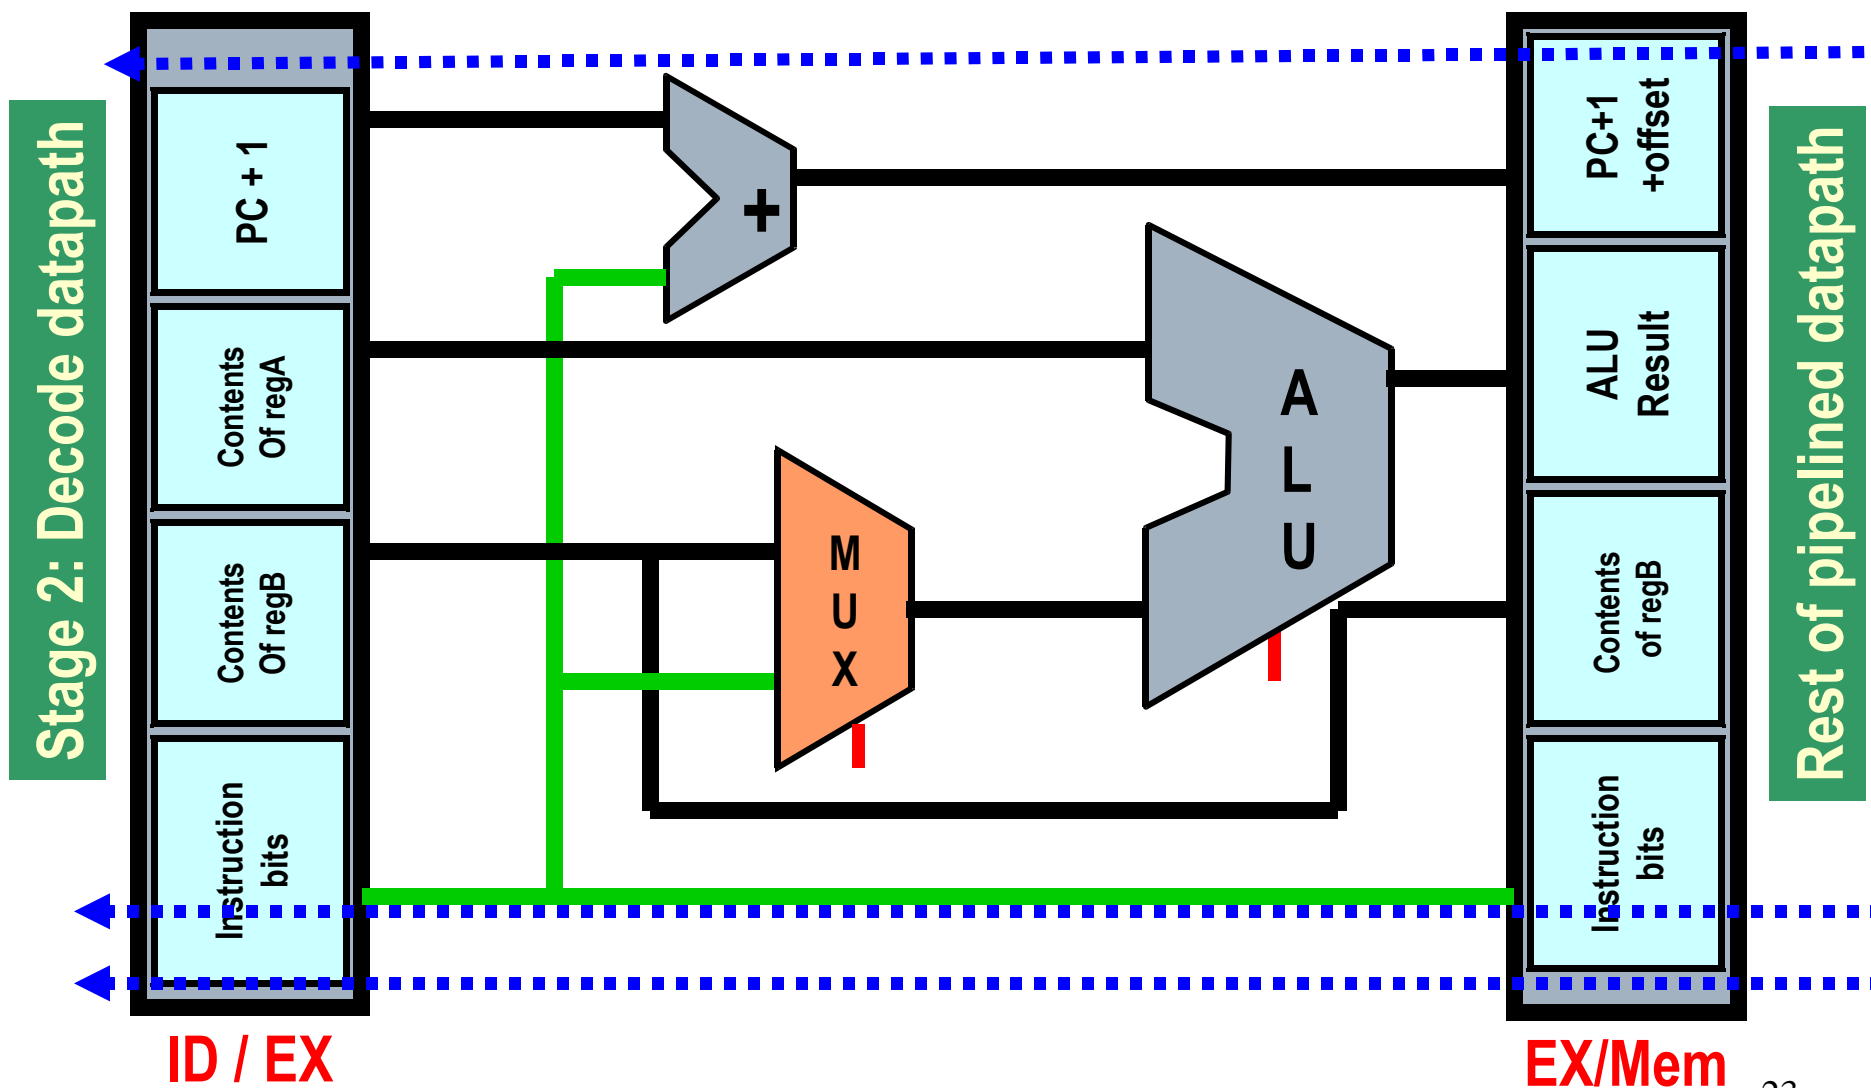 Stage 2: Decode datapath
PC + 1
Contents
Of regA
Contents
Of regB
Instruction
bits
ID / EX
+
M
U
X
A
L
U
PC+1
+offset
ALU
Result
Contents
of regB
Instruction
bits
EX/Mem
Rest of pipelined datapath